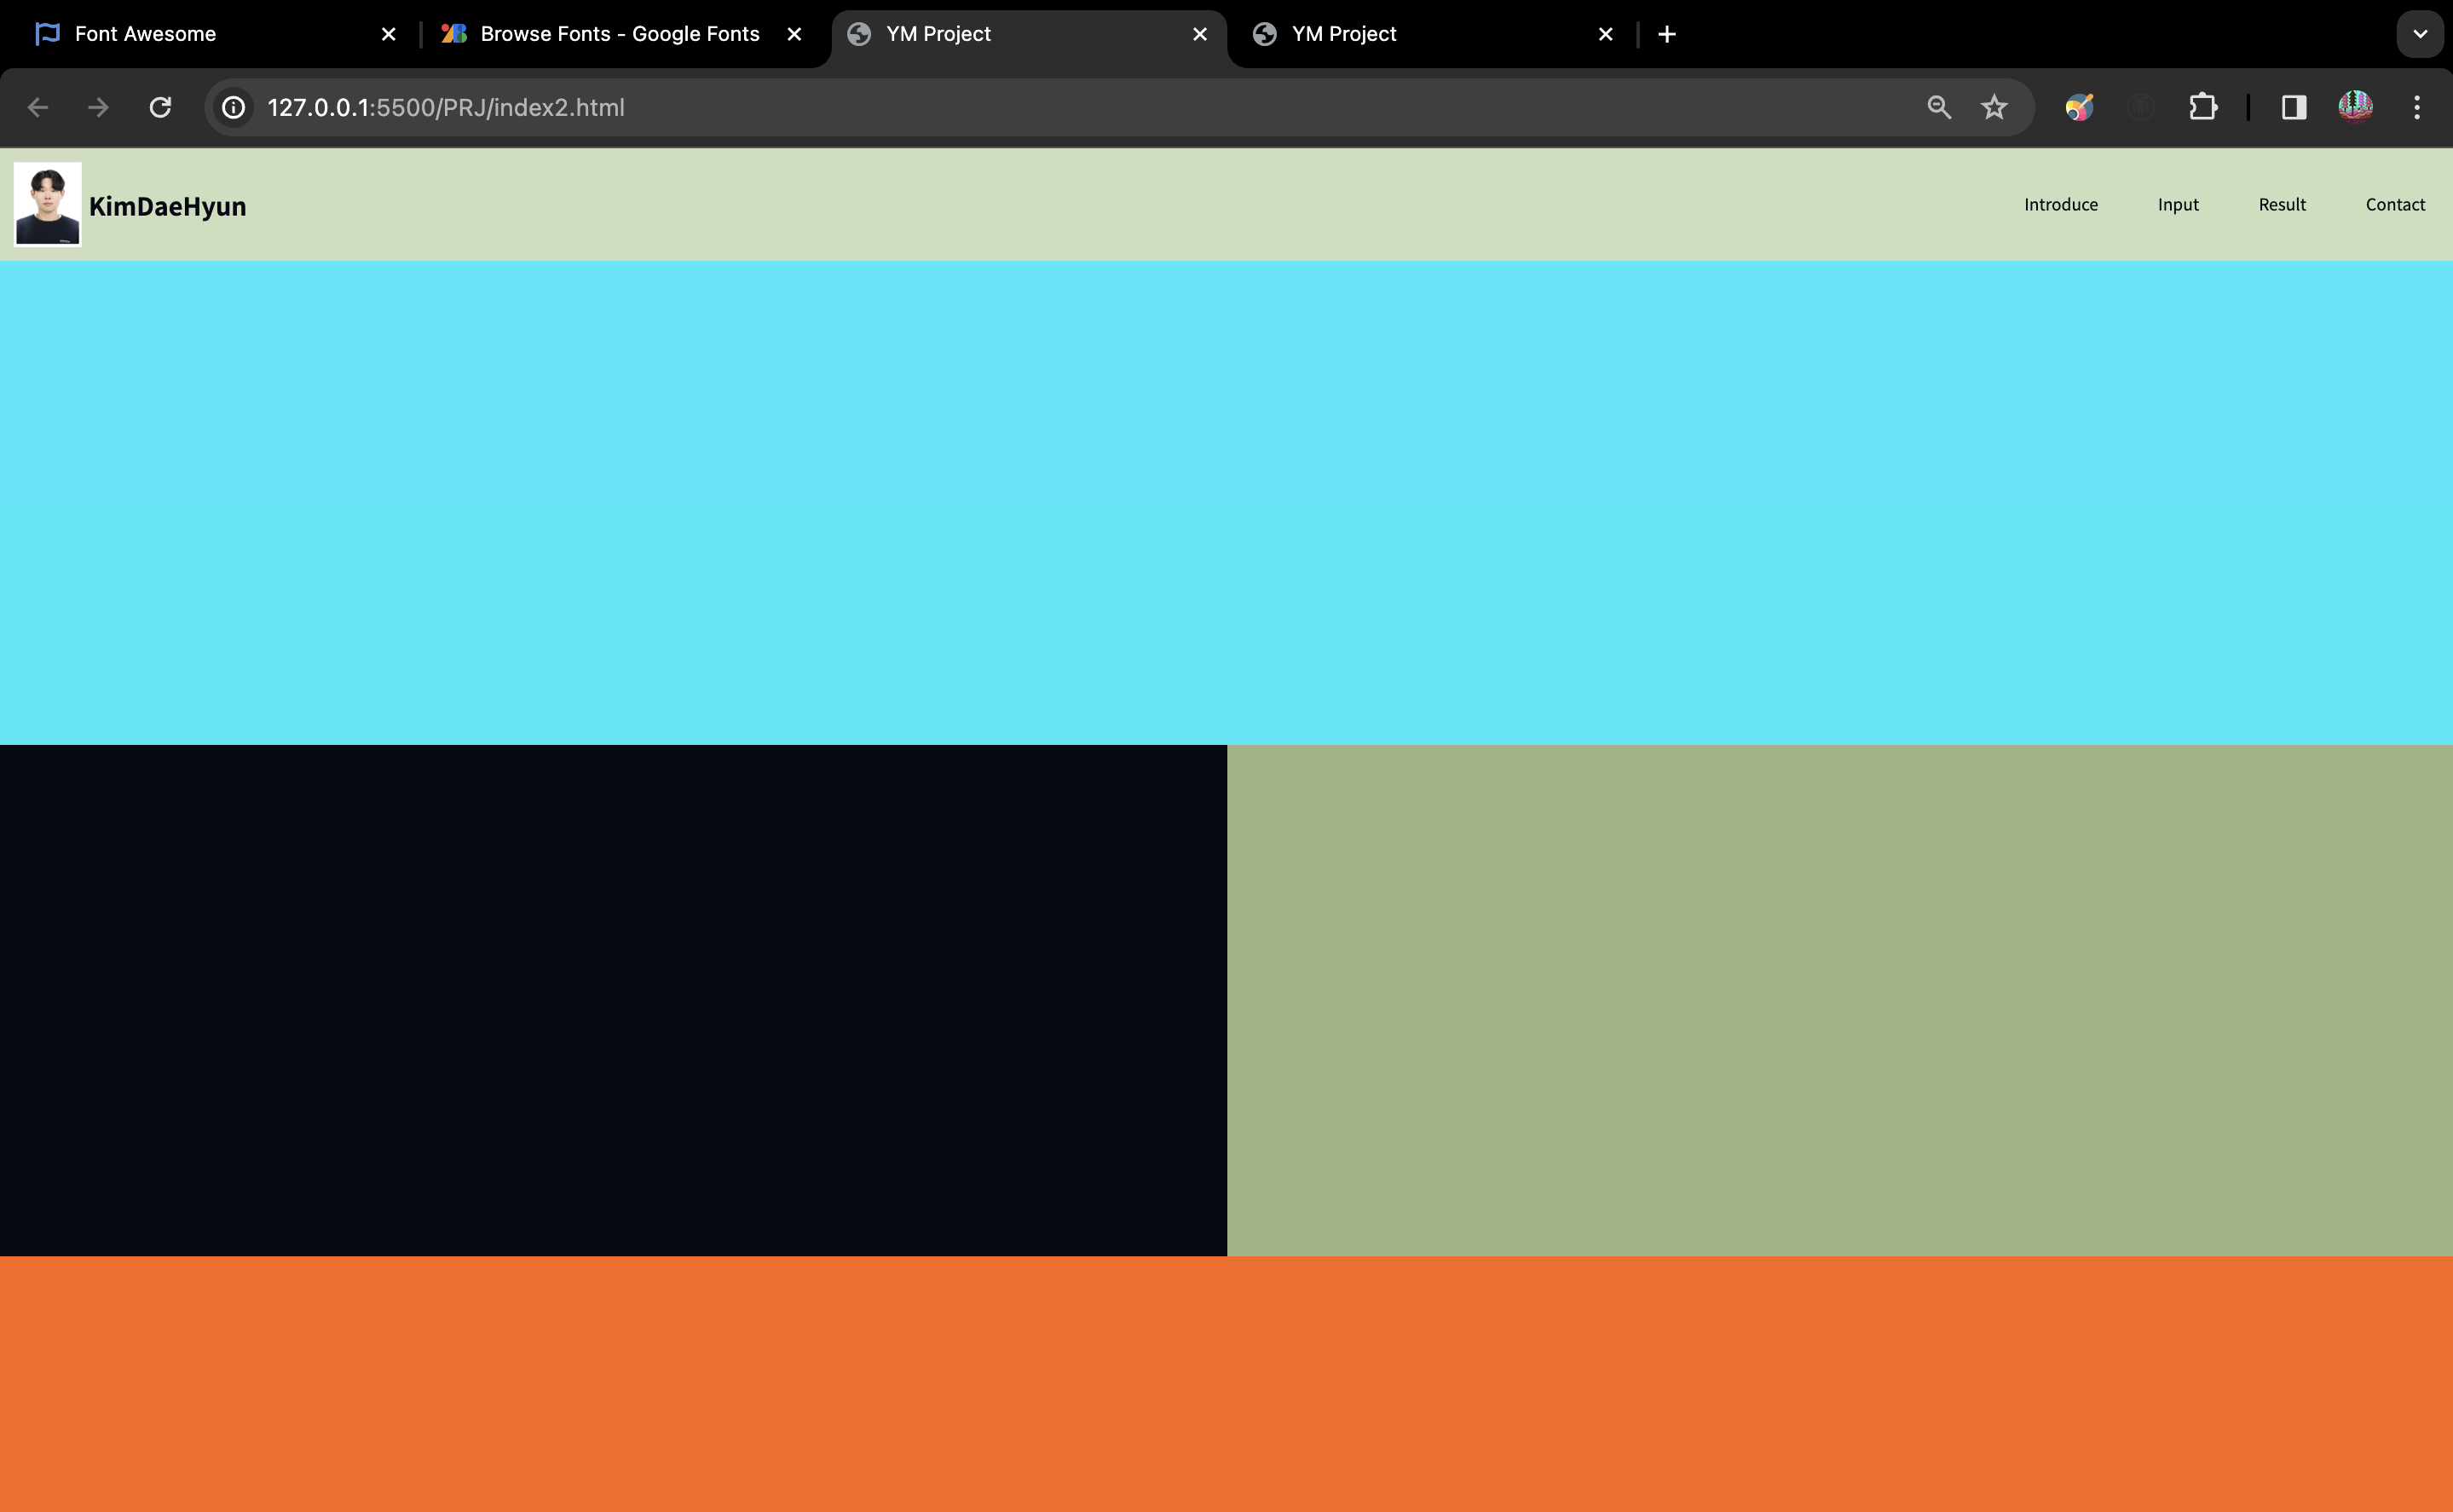 Font Awesome
Browse Fonts - Google Fonts
YM Project
YM Project
127.0.0.1:5500/PRJ/index2.html
KimDaeHyun
Introduce
Input
Result
Contact